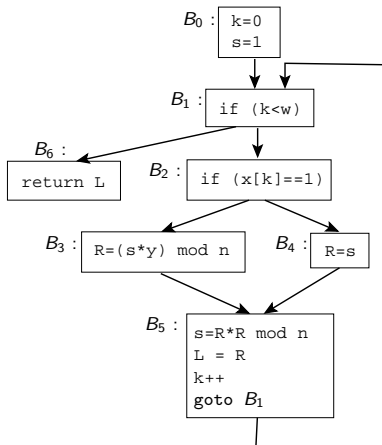 B0 :
k=0
s=1
B1 :
if (k<w)
B6 :
return L
B2 :
if (x[k]==1)
B3 :
R=(s*y) mod n
B4 :
R=s
B5 :
s=R*R mod n
L = R
k++
goto B1